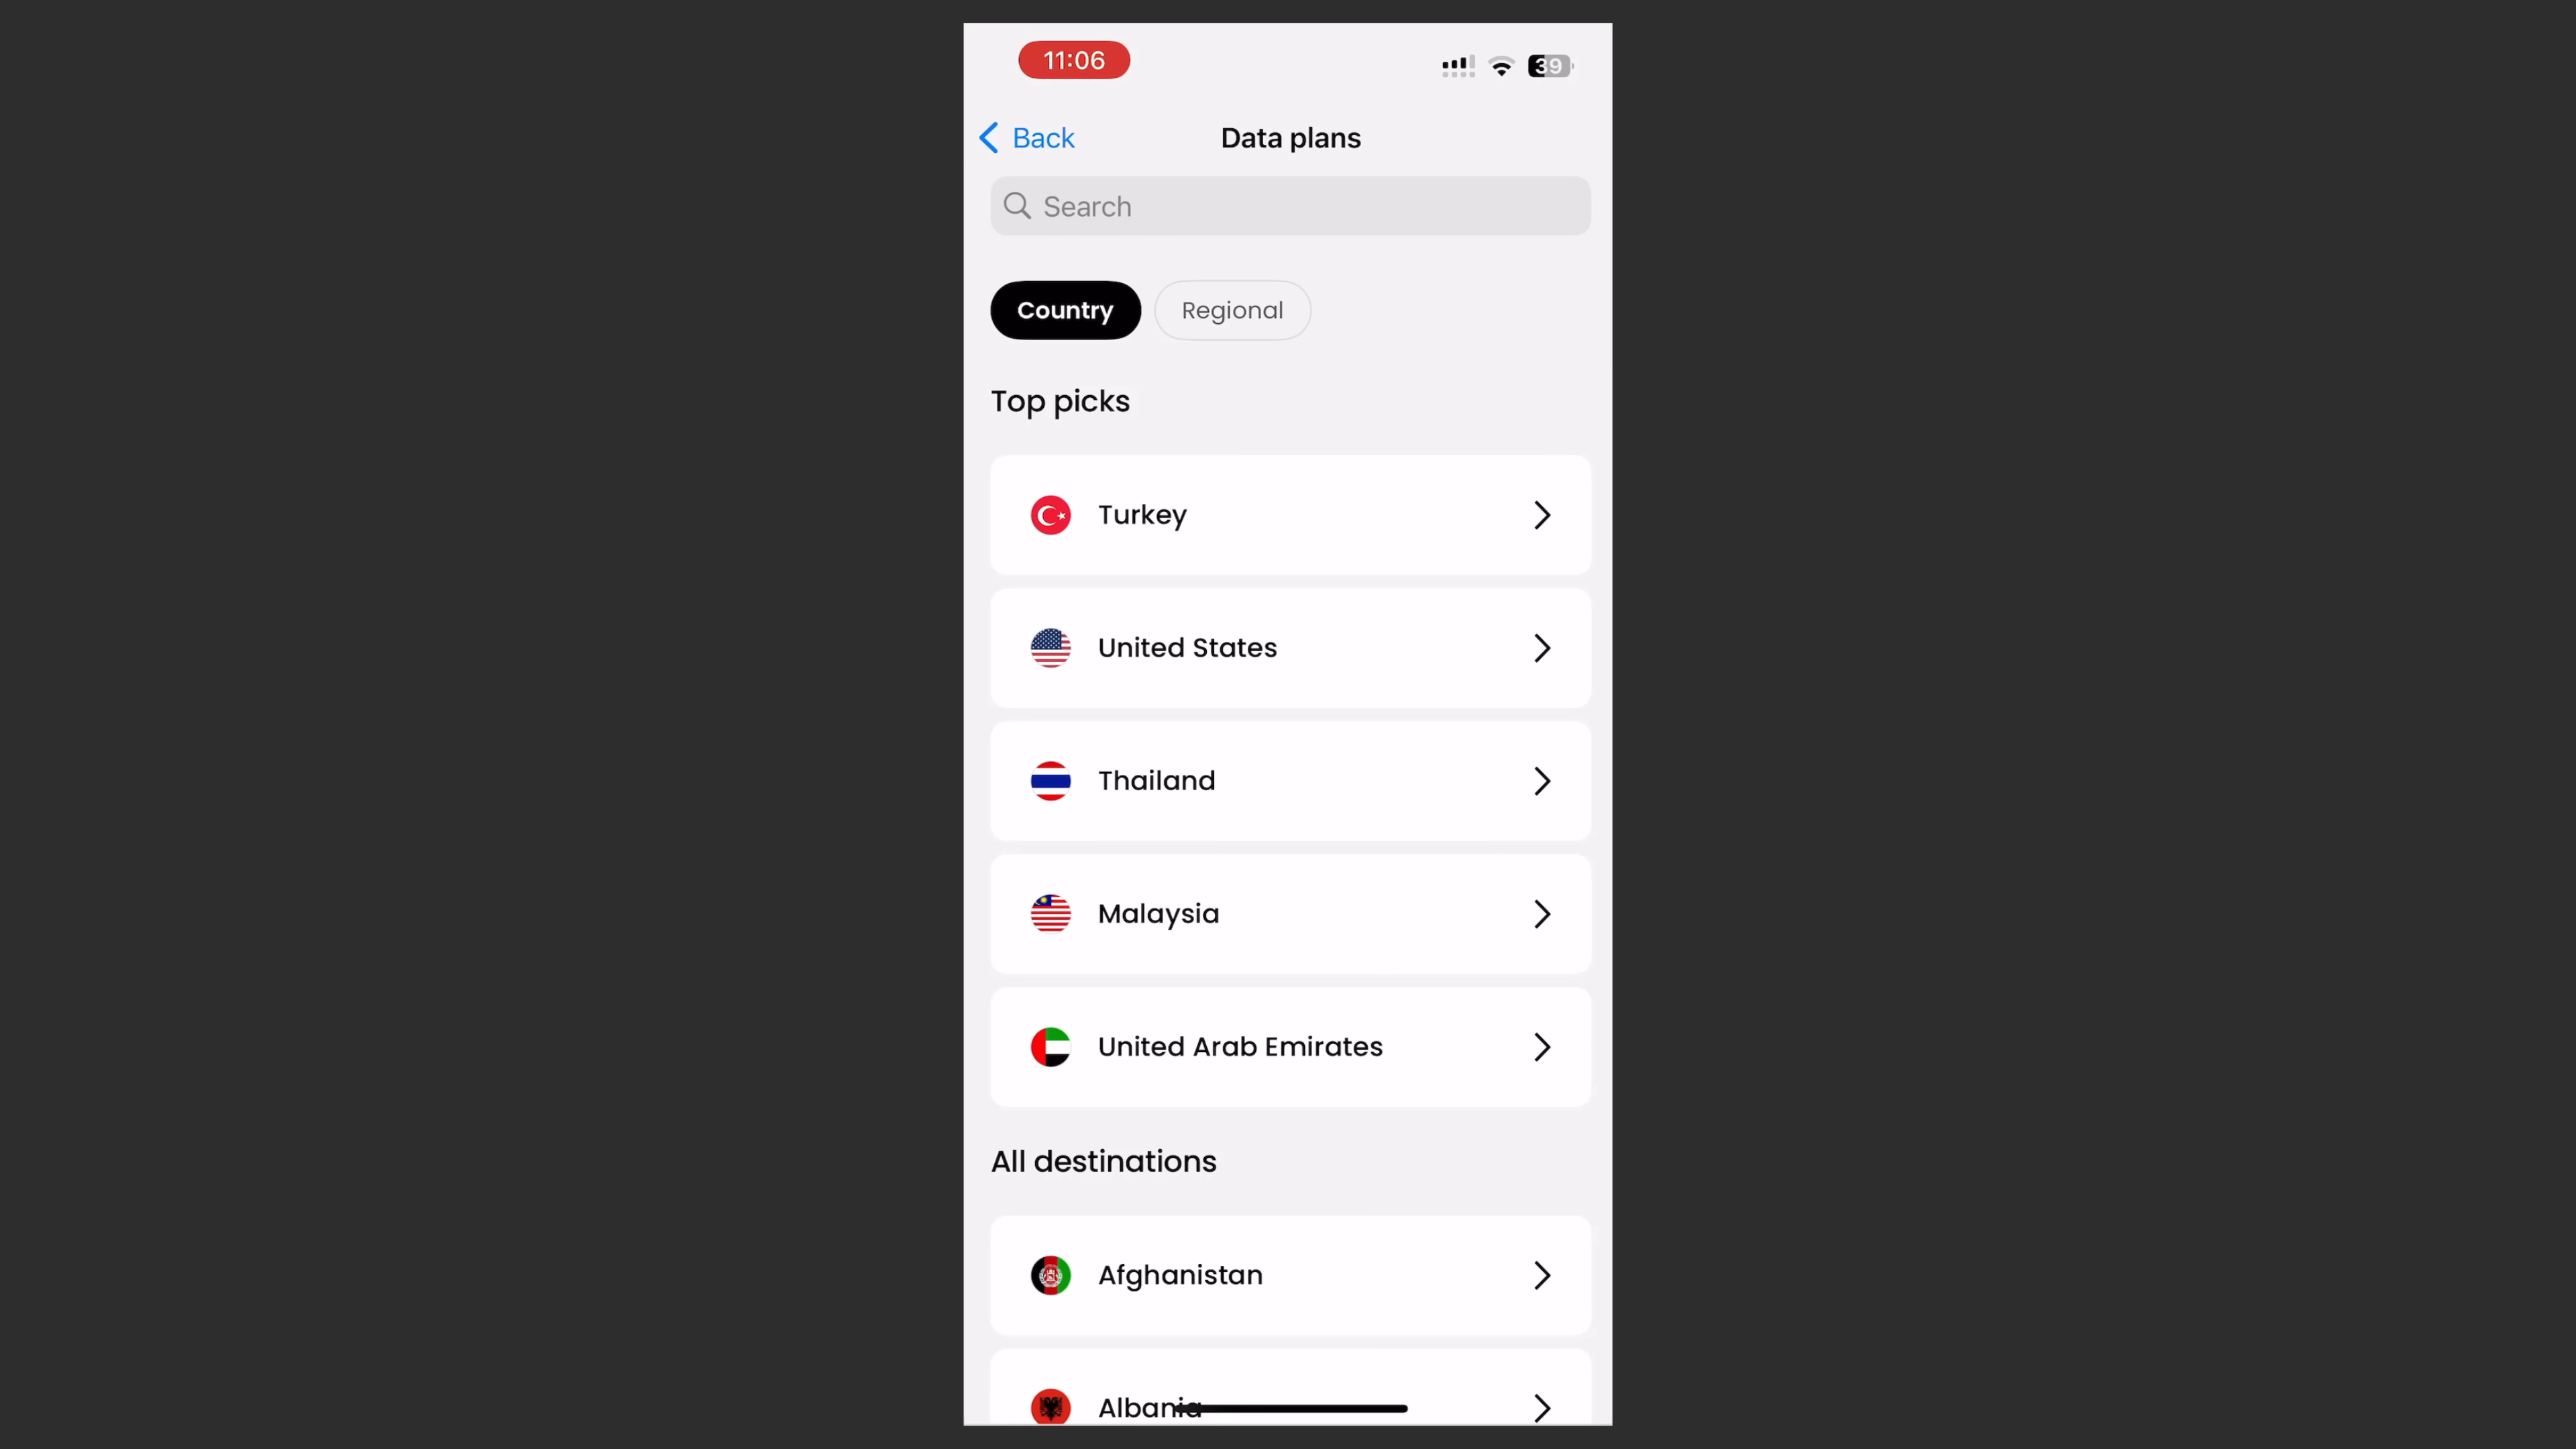 11:06
39
Back
Data plans
Search
Country
Regional
Top picks
Turkey
United States
Thailand
Malaysia
United Arab Emirates
All destinations
Afghanistan
Albania